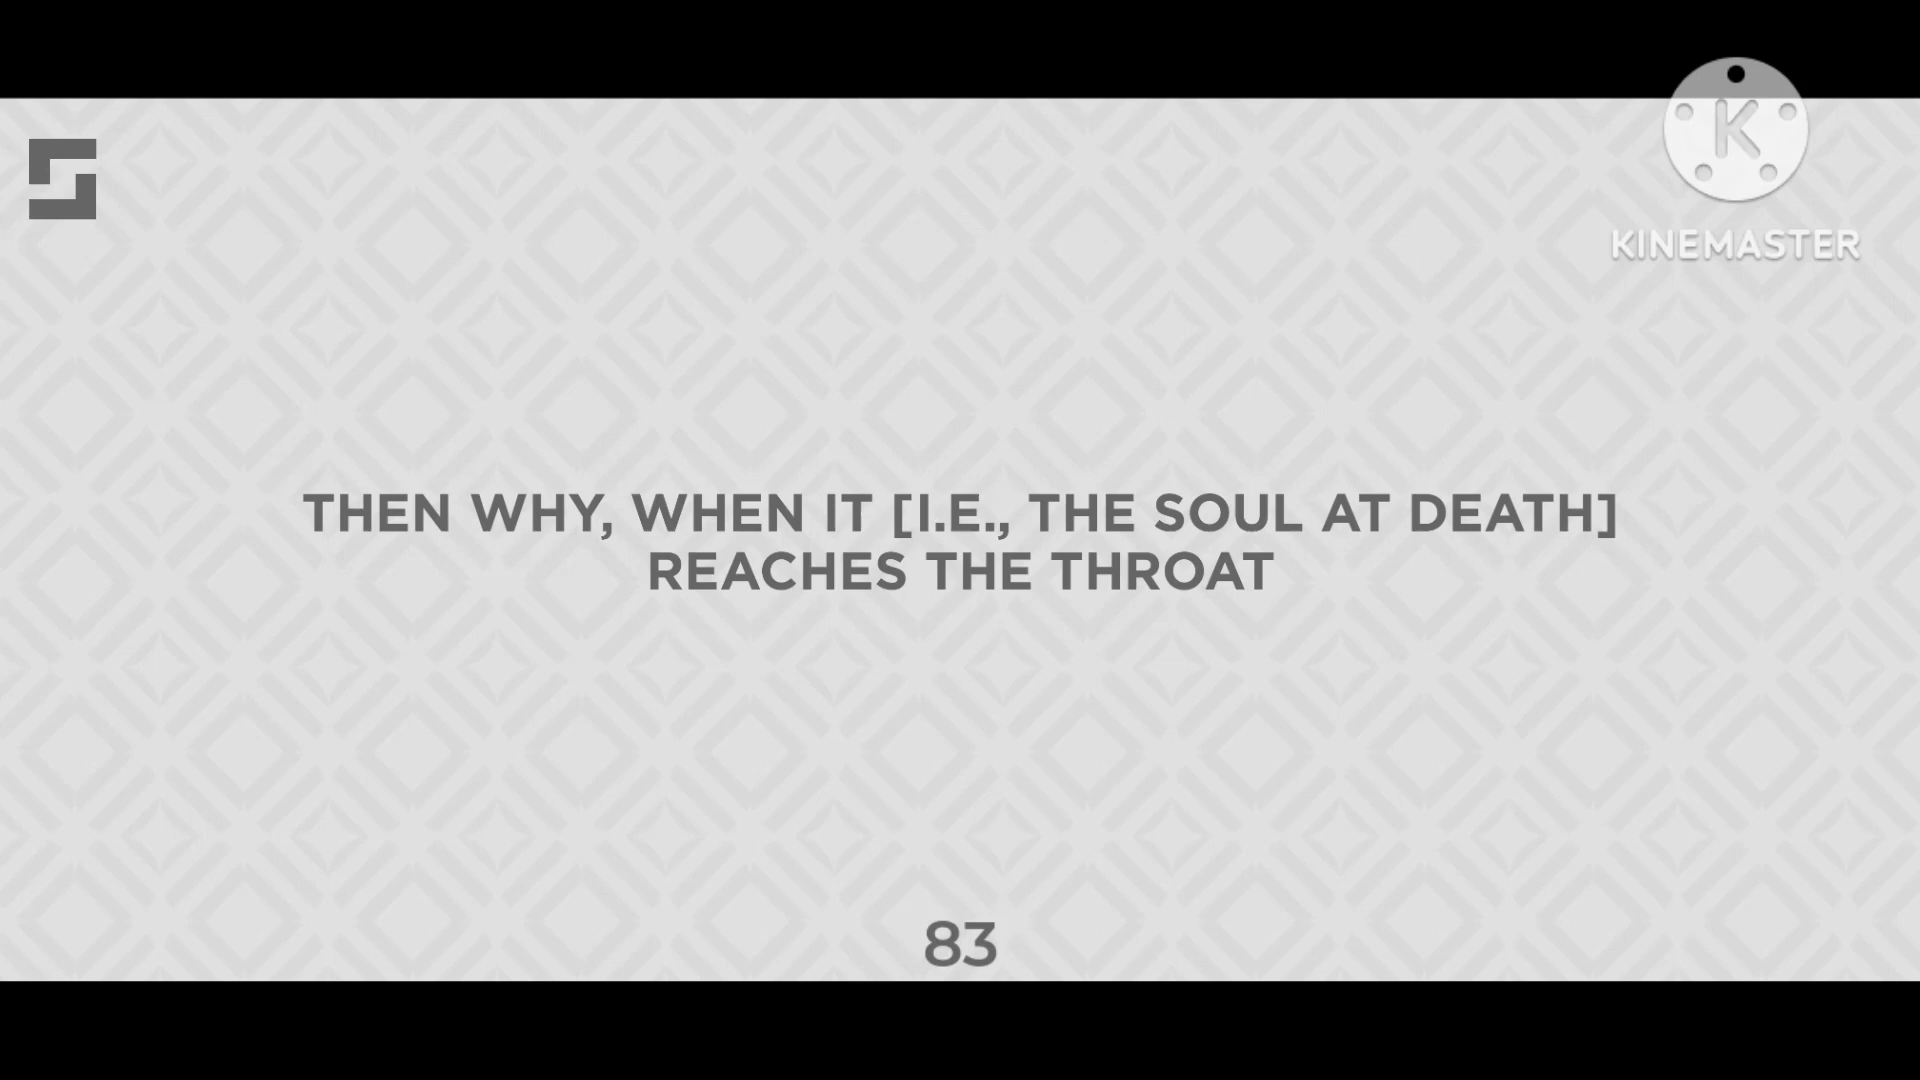 K
KINEMASTER
THEN WHY, WHEN IT [I.E., THE SOUL AT DEATH]
REACHES THE THROAT
83